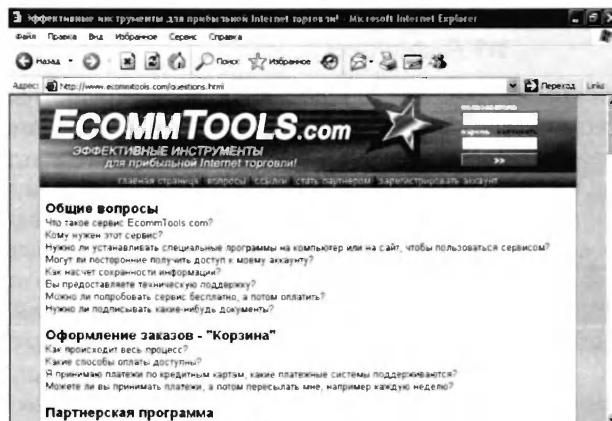 Эффективные инструменты для прибыльной Internet торговли! - Microsoft Internet Explorer
Файл Правка Вид Избранное Сервис Справка
Назад Поиск Избранное
Адрес: http://www.ecommtools.com/questions.html Переход Links
ECOMMTOOLS.com
ЭФФЕКТИВНЫЕ ИНСТРУМЕНТЫ
для прибыльной Internet торговли!
>>
главная страница вопросы ссылки стать партнером зарегистрировать аккаунт
Общие вопросы
Что такое сервис EcommTools com?
Кому нужен этот сервис?
Нужно ли устанавливать специальные программы на компьютер или на сайт, чтобы пользоваться сервисом?
Могут ли посторонние получить доступ к моему аккаунту?
Как насчет сохранности информации?
Вы предоставляете техническую поддержку?
Можно ли попробовать сервис бесплатно, а потом оплатить?
Нужно ли подписывать какие-нибудь документы?
Оформление заказов - "Корзина"
Как происходит весь процесс?
Какие способы оплаты доступны?
Я принимаю платежи по кредитным картам, какие платежные системы поддерживаются?
Можете ли вы принимать платежи, а потом пересылать мне, например каждую неделю?
Партнерская программа